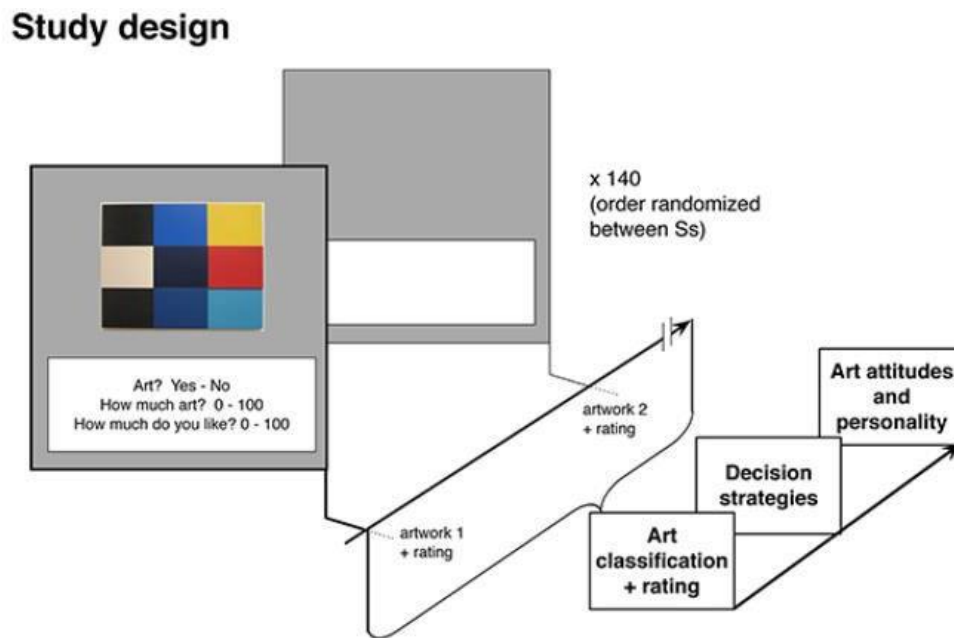 Study design
x 140
(order randomized
between Ss)
Art? Yes - No
How much art? 0 - 100
How much do you like? 0 - 100
artwork 2
+ rating
artwork 1
+ rating
Art attitudes
and
personality
Decision
strategies
Art
classification
+ rating